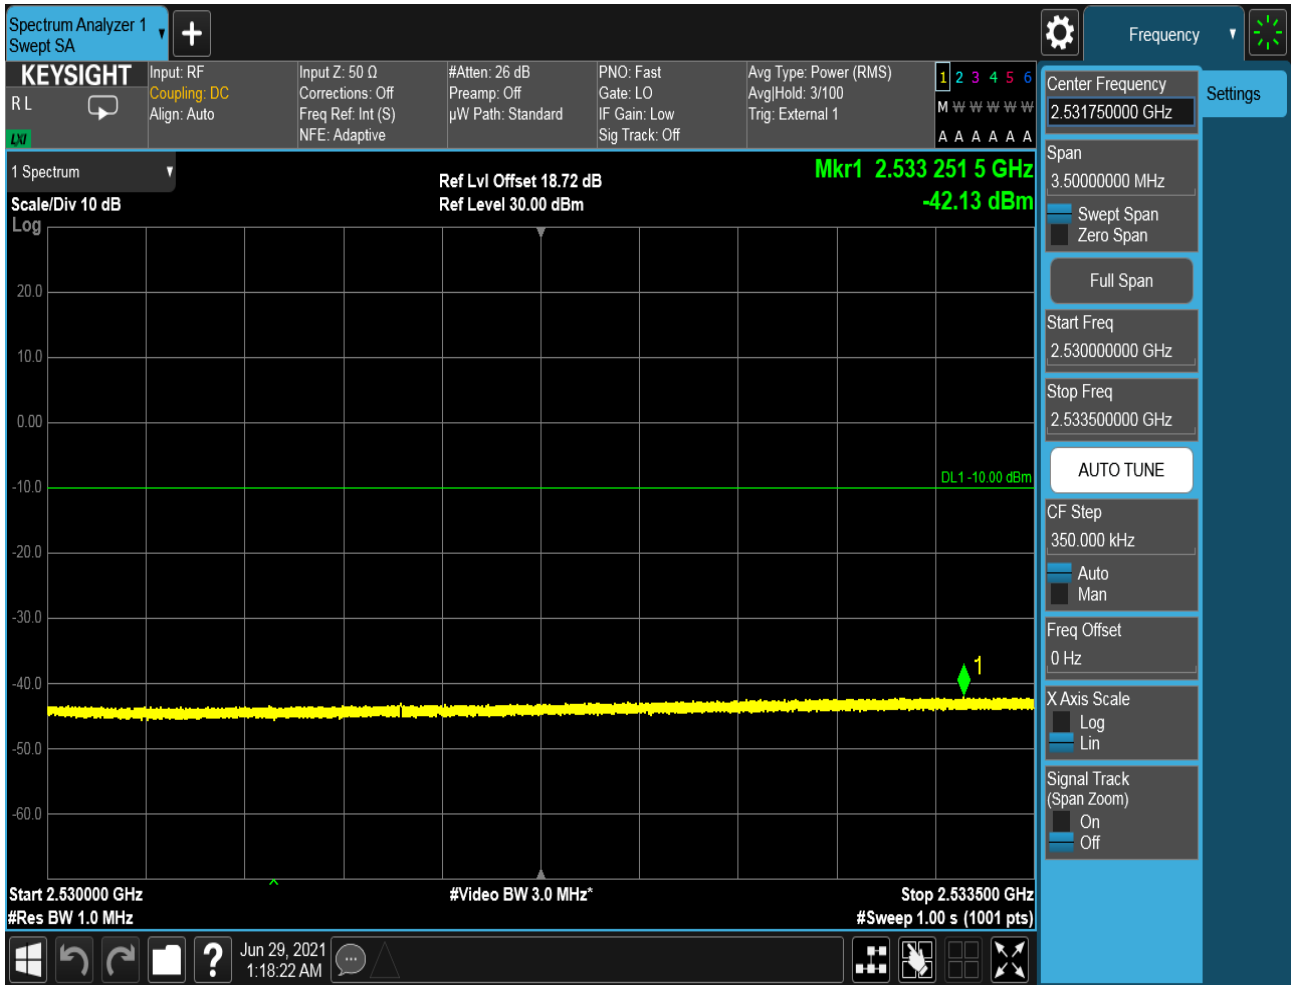 Spectrum Analyzer 1
Swept SA
Frequency
KEYSIGHT
R L
LXI
Input: RF
Coupling: DC
Align: Auto
Input Z: 50 Ω
Corrections: Off
Freq Ref: Int (S)
NFE: Adaptive
#Atten: 26 dB
Preamp: Off
µW Path: Standard
PNO: Fast
Gate: LO
IF Gain: Low
Sig Track: Off
Avg Type: Power (RMS)
Avg|Hold: 3/100
Trig: External 1
1 2 3 4 5 6
M W W W W W
A A A A A A
1 Spectrum
Scale/Div 10 dB
Log
Ref Lvl Offset 18.72 dB
Ref Level 30.00 dBm
Mkr1 2.533 251 5 GHz
-42.13 dBm
20.0
10.0
0.00
-10.0
-20.0
-30.0
-40.0
-50.0
-60.0
DL1 -10.00 dBm
1
Start 2.530000 GHz
#Res BW 1.0 MHz
#Video BW 3.0 MHz*
Stop 2.533500 GHz
#Sweep 1.00 s (1001 pts)
Jun 29, 2021
1:18:22 AM
Center Frequency
2.531750000 GHz
Settings
Span
3.50000000 MHz
Swept Span
Zero Span
Full Span
Start Freq
2.530000000 GHz
Stop Freq
2.533500000 GHz
AUTO TUNE
CF Step
350.000 kHz
Auto
Man
Freq Offset
0 Hz
X Axis Scale
Log
Lin
Signal Track
(Span Zoom)
On
Off